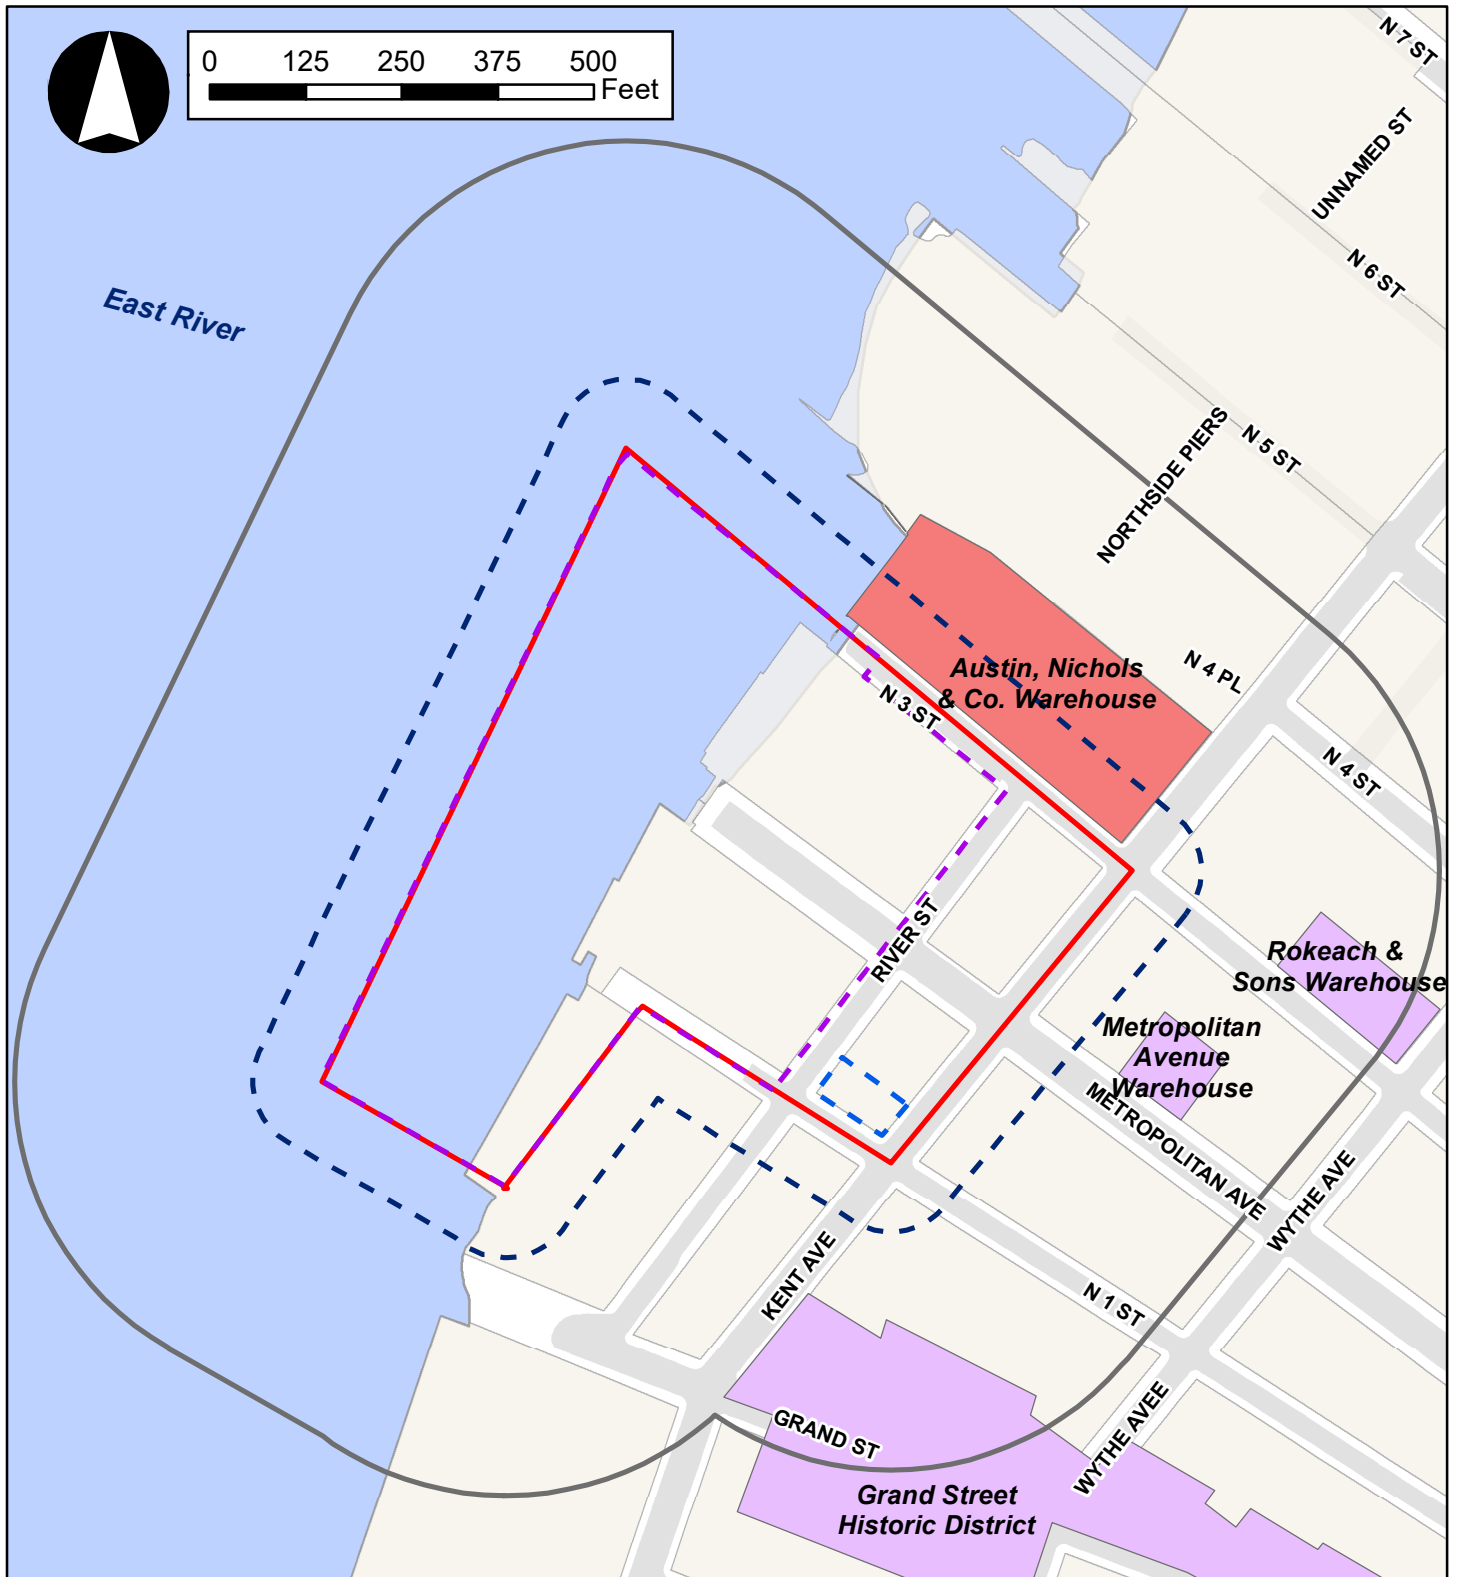 0 125 250 375 500
Feet
N 7 ST
UNNAMED ST
N 6 ST
East River
NORTHSIDE PIERS
N 5 ST
N 4 PL
Austin, Nichols
& Co. Warehouse
N 3 ST
N 4 ST
RIVER ST
Rokeach &
Sons Warehouse
Metropolitan
Avenue
Warehouse
METROPOLITAN AVE
WYTHE AVE
KENT AVE
N 1 ST
GRAND ST
WYTHE AVEE
Grand Street
Historic District